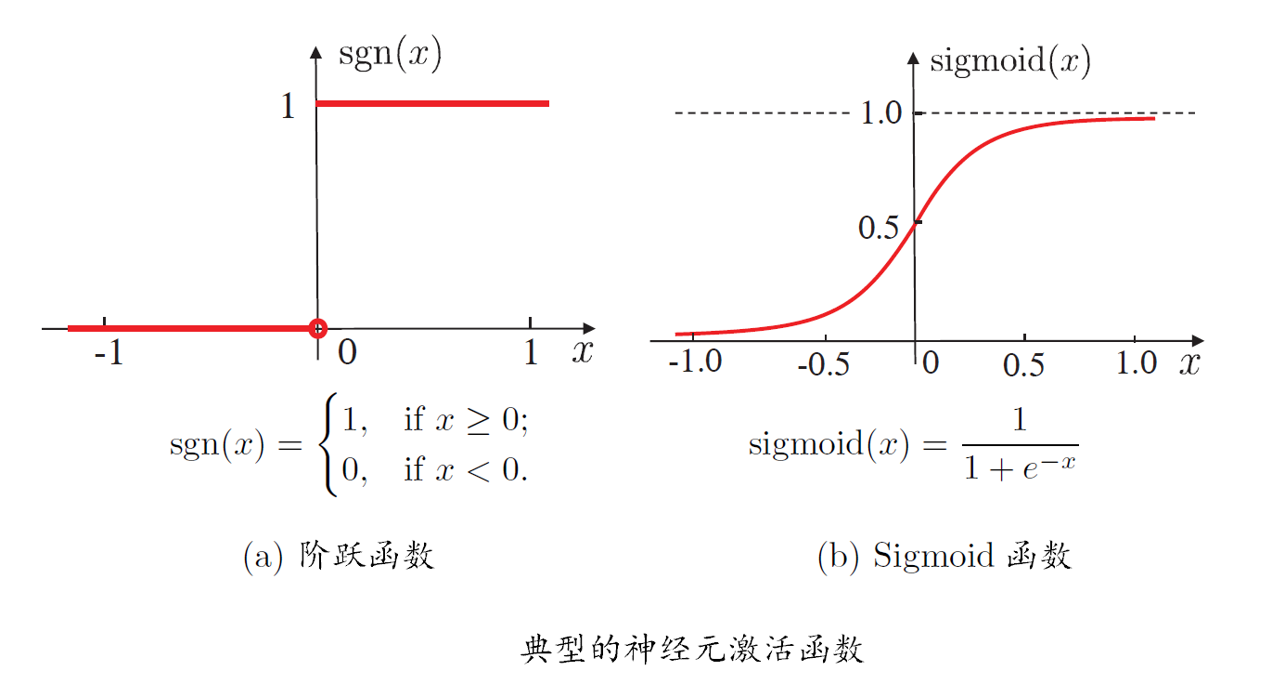 sgn(x)
1
-1
0
1
x
sgn(x) = {1, if x ≥ 0;
0, if x < 0.
(a) 阶跃函数
sigmoid(x)
1.0
0.5
-1.0
-0.5
0
0.5
1.0
x
sigmoid(x) = 1 / (1 + e^{-x})
(b) Sigmoid 函数
典型的神经元激活函数